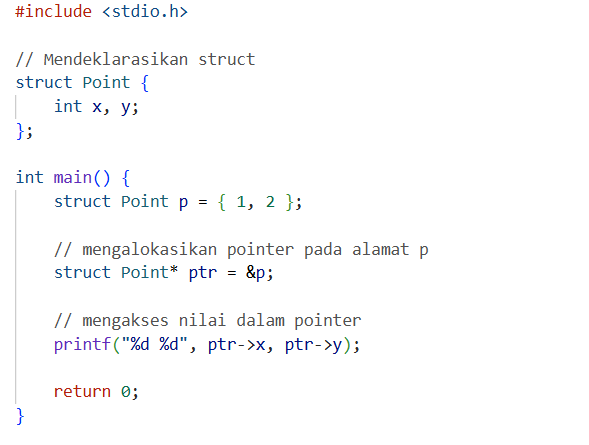 #include <stdio.h>
// Mendeklarasikan struct
struct Point {
    int x, y;
};
int main() {
    struct Point p = { 1, 2 };
    // mengalokasikan pointer pada alamat p
    struct Point* ptr = &p;
    // mengakses nilai dalam pointer
    printf("%d %d", ptr->x, ptr->y);
    return 0;
}